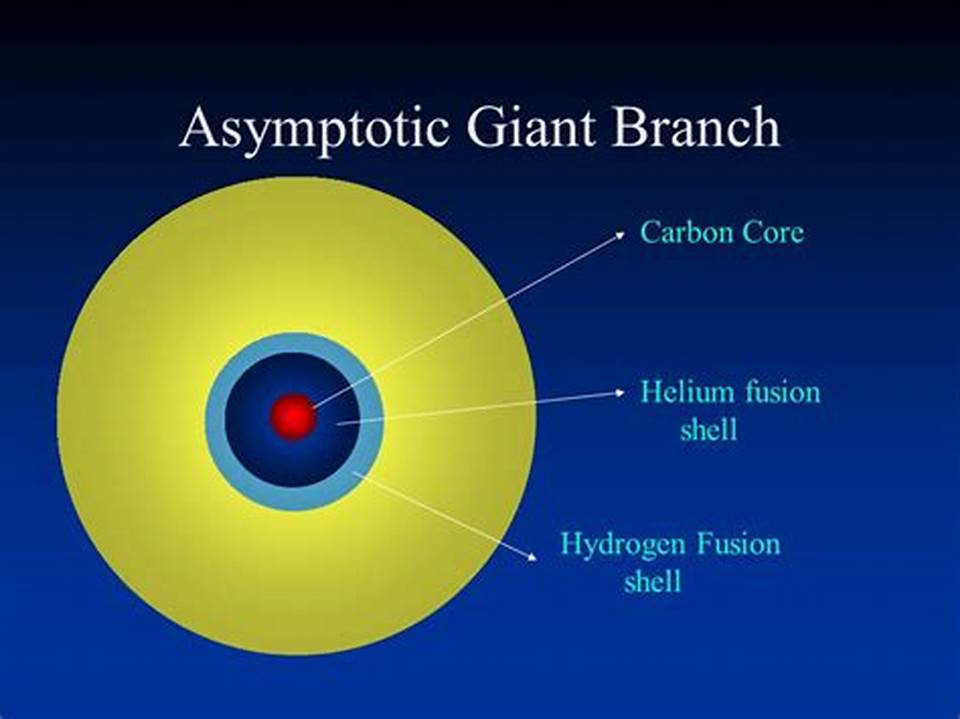 Asymptotic Giant Branch
Carbon Core
Helium fusion
shell
Hydrogen Fusion
shell